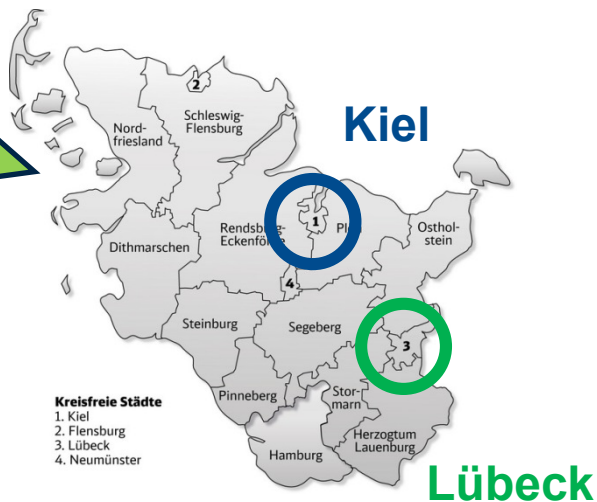 2
Schleswig-
Flensburg
Nord-
friesland
Kiel
1
Rendsburg-
Plön
Osthol-
stein
Dithmarschen
4
Steinburg
Segeberg
3
Pinneberg
Stor-
marn
Hamburg
Herzogtum
Lauenburg
Kreisfreie Städte
1. Kiel
2. Flensburg
3. Lübeck
4. Neumünster
Lübeck